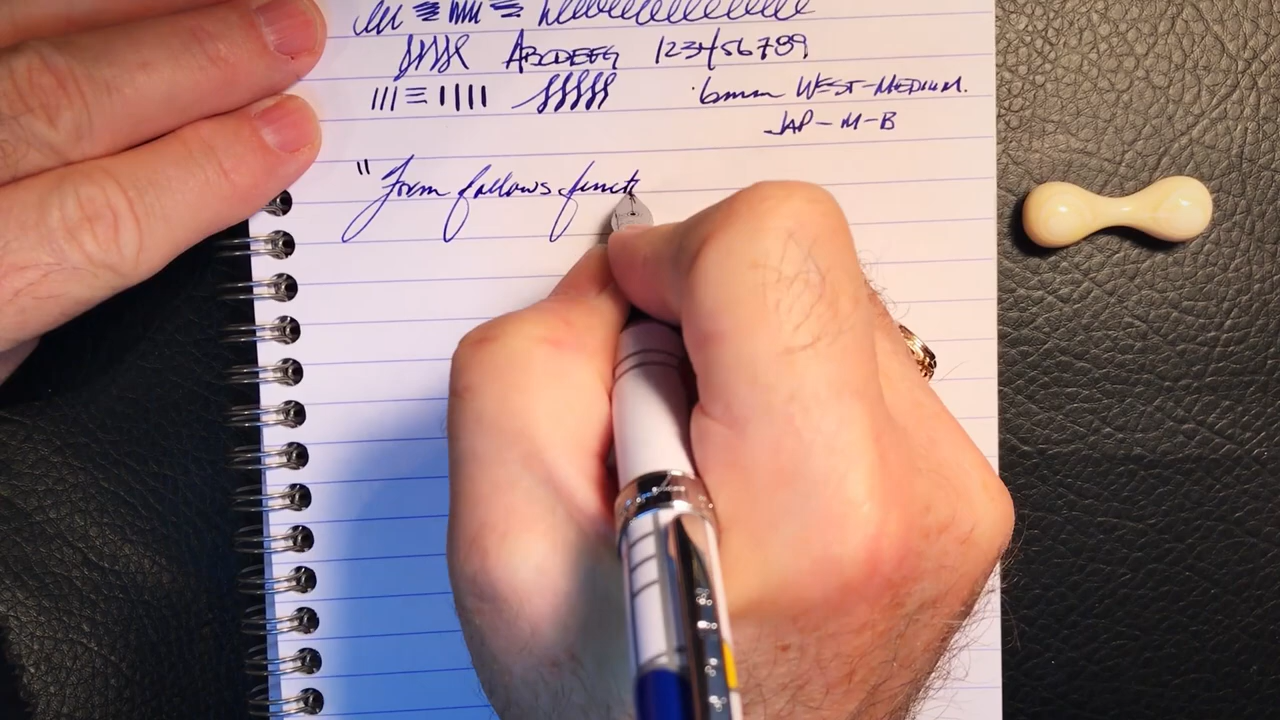 ABCDEFG 123456789
.6mm WEST-MEDIUM.
JAP-M-B
"Form follows funct